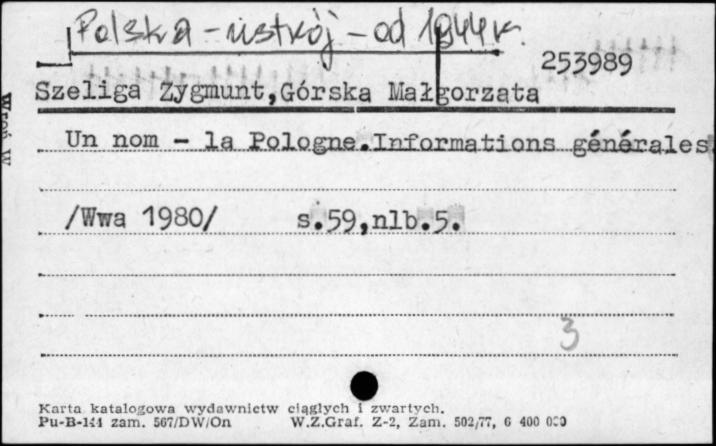 Polska - ustrój - od 1944 r.
253989
Szeliga Zygmunt,Górska Małgorzata
Un nom - la Pologne.Informations générales
/Wwa 1980/ s.59,nlb.5.
3
Karta katalogowa wydawnictw ciągłych i zwartych.
Pu-B-144 zam. 567/DW/On W.Z.Graf. Z-2, Zam. 502/77, 6 400 000